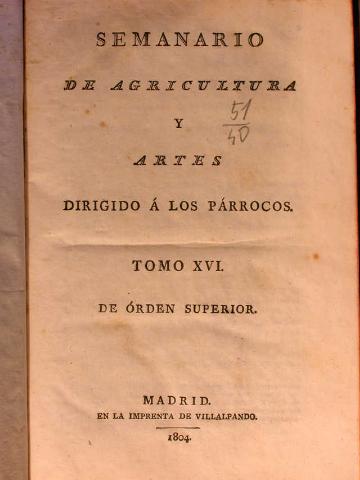 SEMANARIO
DE AGRICULTURA
51
40
Y
ARTES
DIRIGIDO Á LOS PÁRROCOS.
TOMO XVI.
DE ÓRDEN SUPERIOR.
MADRID.
EN LA IMPRENTA DE VILLALPANDO.
1804.